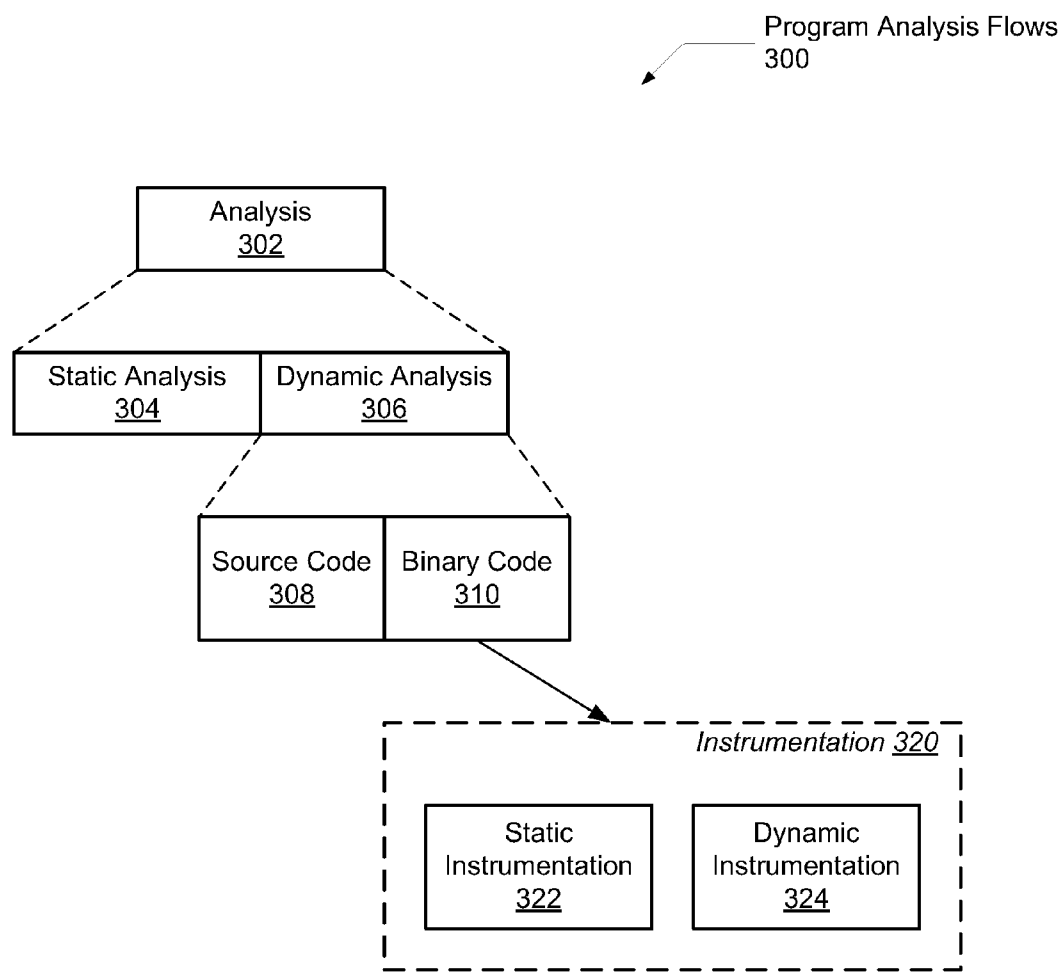 Program Analysis Flows
300
Analysis
302
Static Analysis
304
Dynamic Analysis
306
Source Code
308
Binary Code
310
Instrumentation 320
Static
Instrumentation
322
Dynamic
Instrumentation
324